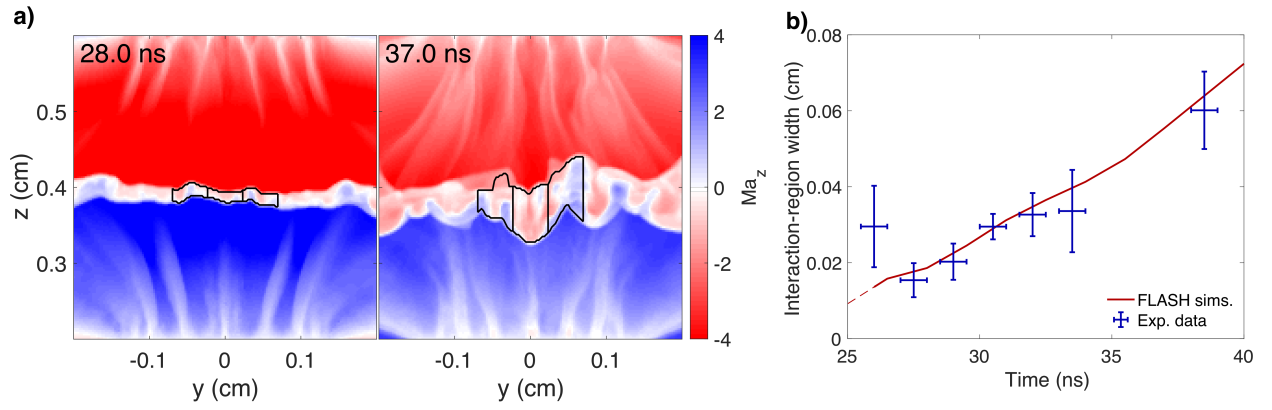 a)
28.0 ns
37.0 ns
z (cm)
0.5
0.4
0.3
-0.1
0
0.1
y (cm)
-0.1
0
0.1
y (cm)
4
2
0
-2
-4
Ma_z
b)
Interaction-region width (cm)
0.08
0.06
0.04
0.02
0
25
30
35
40
Time (ns)
FLASH sims.
Exp. data